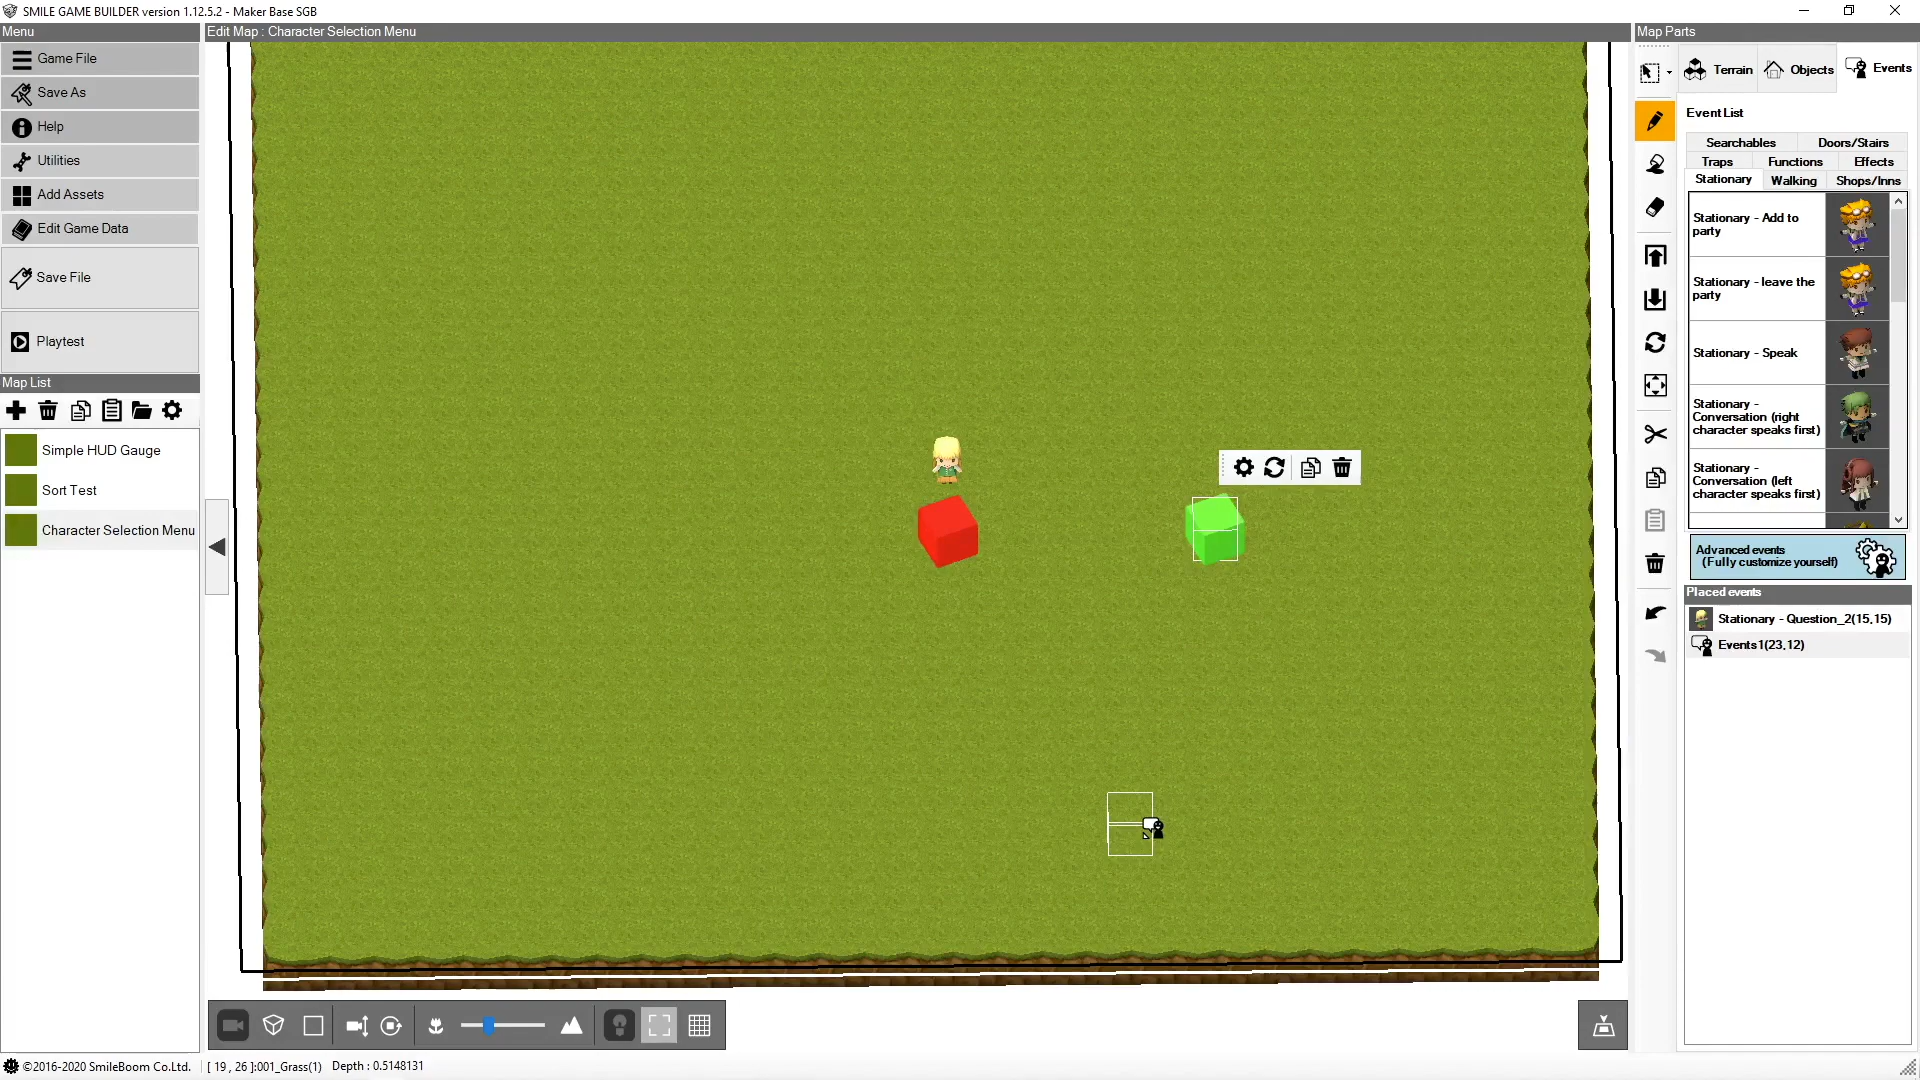 SMILE GAME BUILDER version 1.12.5.2 - Maker Base SGB
Menu
Game File
Save As
Help
Utilities
Add Assets
Edit Game Data
Save File
Playtest
Map List
Simple HUD Gauge
Sort Test
Character Selection Menu
©2016-2020 SmileBoom Co.Ltd.
Edit Map : Character Selection Menu
[ 19 , 26 ]:001_Grass(1)
Depth : 0.5148131
Map Parts
Terrain
Objects
Events
Event List
Searchables
Doors/Stairs
Traps
Functions
Effects
Stationary
Walking
Shops/Inns
Stationary - Add to
party
Stationary - leave the
party
Stationary - Speak
Stationary -
Conversation (right
character speaks first)
Stationary -
Conversation (left
character speaks first)
Advanced events
(Fully customize yourself)
Placed events
Stationary - Question_2(15,15)
Events1(23,12)